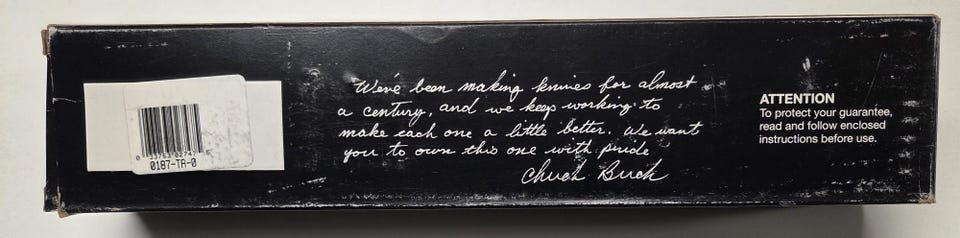 We've been making knives for almost
a century, and we keep working to
make each one a little better. We want
you to own this one with pride
Chuck Buck
ATTENTION
To protect your guarantee,
read and follow enclosed
instructions before use.
0187-TA-0